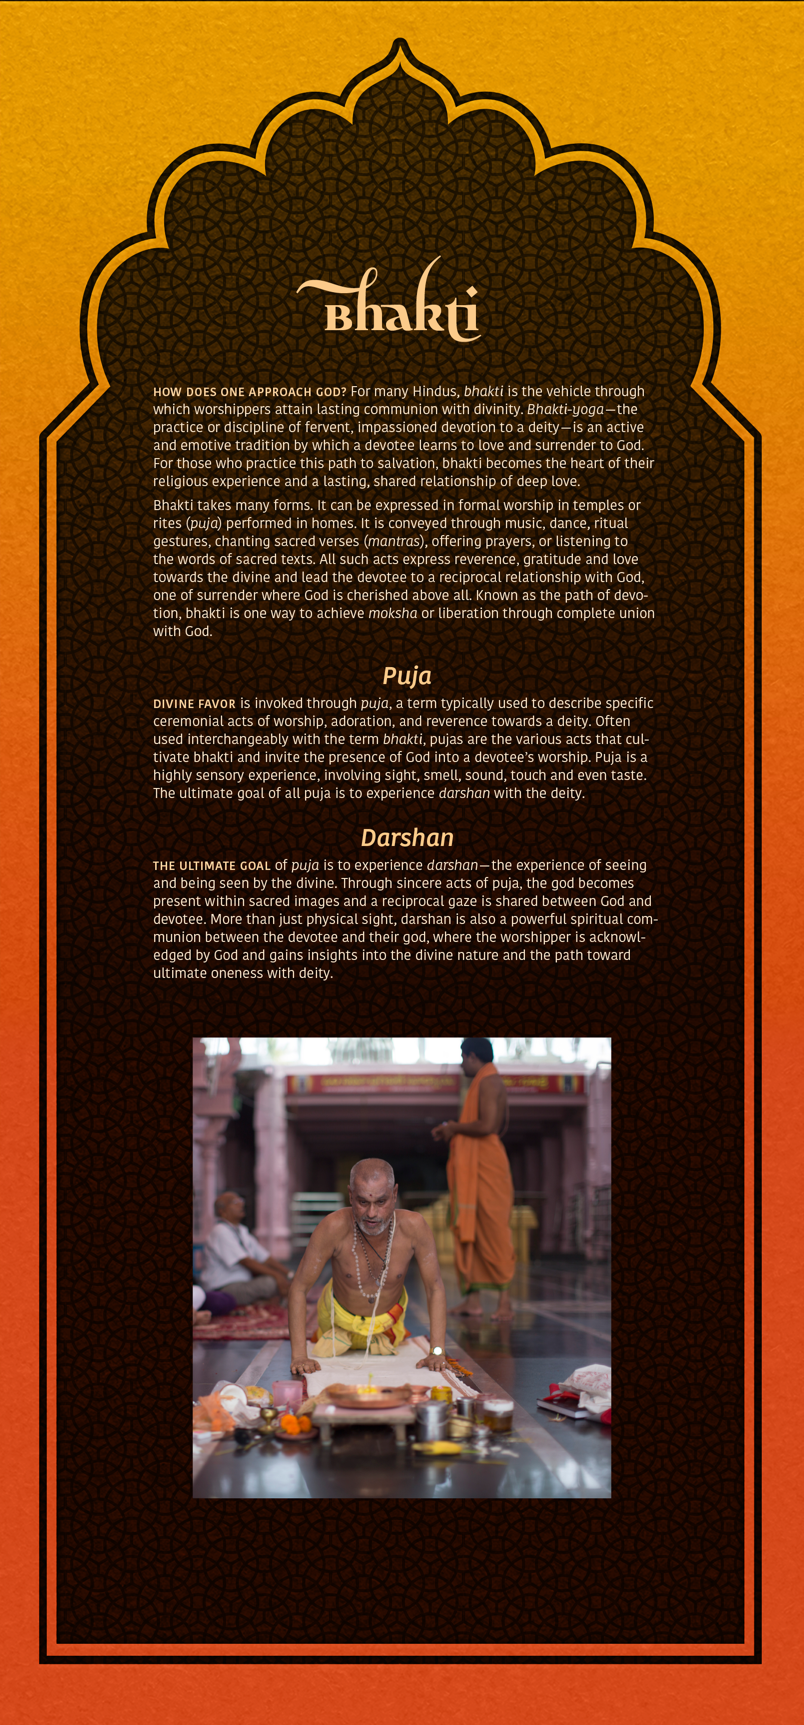 Bhakti
HOW DOES ONE APPROACH GOD? For many Hindus, bhakti is the vehicle through
which worshippers attain lasting communion with divinity. Bhakti-yoga—the
practice or discipline of fervent, impassioned devotion to a deity—is an active
and emotive tradition by which a devotee learns to love and surrender to God.
For those who practice this path to salvation, bhakti becomes the heart of their
religious experience and a lasting, shared relationship of deep love.
Bhakti takes many forms. It can be expressed in formal worship in temples or
rites (puja) performed in homes. It is conveyed through music, dance, ritual
gestures, chanting sacred verses (mantras), offering prayers, or listening to
the words of sacred texts. All such acts express reverence, gratitude and love
towards the divine and lead the devotee to a reciprocal relationship with God,
one of surrender where God is cherished above all. Known as the path of devo-
tion, bhakti is one way to achieve moksha or liberation through complete union
with God.
Puja
DIVINE FAVOR is invoked through puja, a term typically used to describe specific
ceremonial acts of worship, adoration, and reverence towards a deity. Often
used interchangeably with the term bhakti, pujas are the various acts that cul-
tivate bhakti and invite the presence of God into a devotee's worship. Puja is a
highly sensory experience, involving sight, smell, sound, touch and even taste.
The ultimate goal of all puja is to experience darshan with the deity.
Darshan
THE ULTIMATE GOAL of puja is to experience darshan—the experience of seeing
and being seen by the divine. Through sincere acts of puja, the god becomes
present within sacred images and a reciprocal gaze is shared between God and
devotee. More than just physical sight, darshan is also a powerful spiritual com-
munion between the devotee and their god, where the worshipper is acknowl-
edged by God and gains insights into the divine nature and the path toward
ultimate oneness with deity.